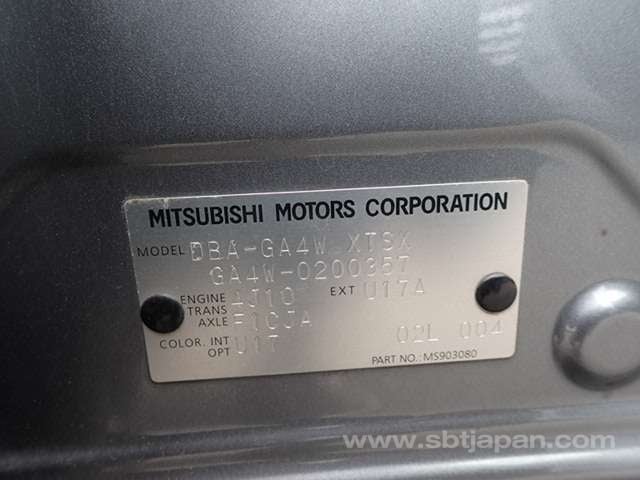 MITSUBISHI MOTORS CORPORATION
MODEL DBA-GA4W XTSX
GA4W-0200357
ENGINE 4J10 EXT U17A
TRANS
AXLE F1CJA
COLOR. INT U17 02L 004
OPT
PART NO.: MS903080
www.sbtjapan.com